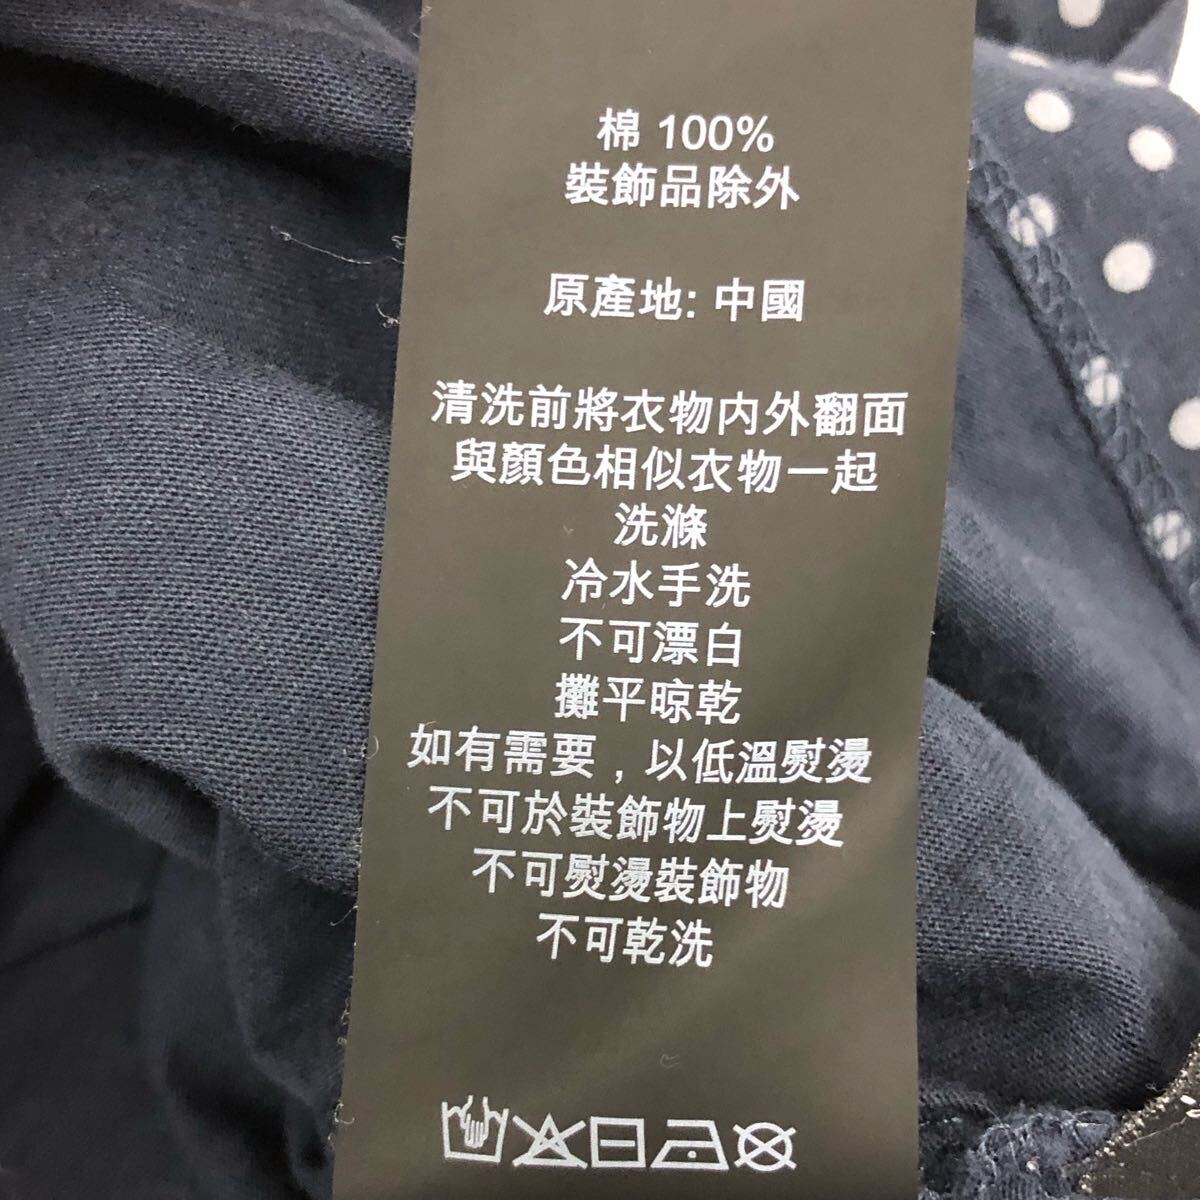 棉 100%
裝飾品除外
原產地: 中國
清洗前將衣物內外翻面
與顏色相似衣物一起
洗滌
冷水手洗
不可漂白
攤平晾乾
如有需要，以低溫熨燙
不可於裝飾物上熨燙
不可熨燙裝飾物
不可乾洗